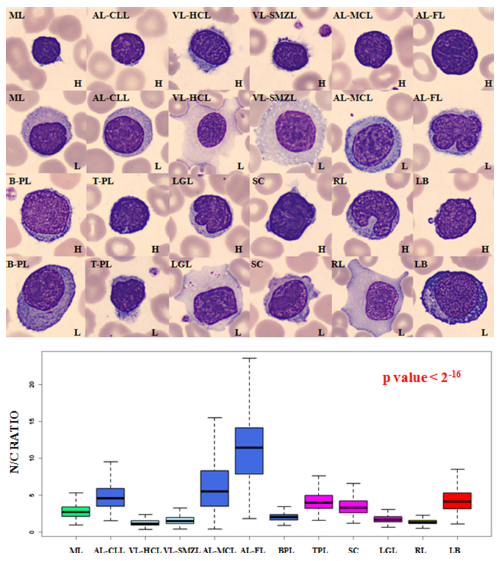 ML AL-CLL VL-HCL VL-SMZL AL-MCL AL-FL
H H H H H H
ML AL-CLL VL-HCL VL-SMZL AL-MCL AL-FL
L L L L L L
B-PL T-PL LGL SC RL LB
H H H H H H
B-PL T-PL LGL SC RL LB
L L L L L L
p value < 2-16
N/C RATIO
20
15
10
5
0
ML AL-CLL VL-HCL VL-SMZL AL-MCL AL-FL BPL TPL SC LGL RL LB